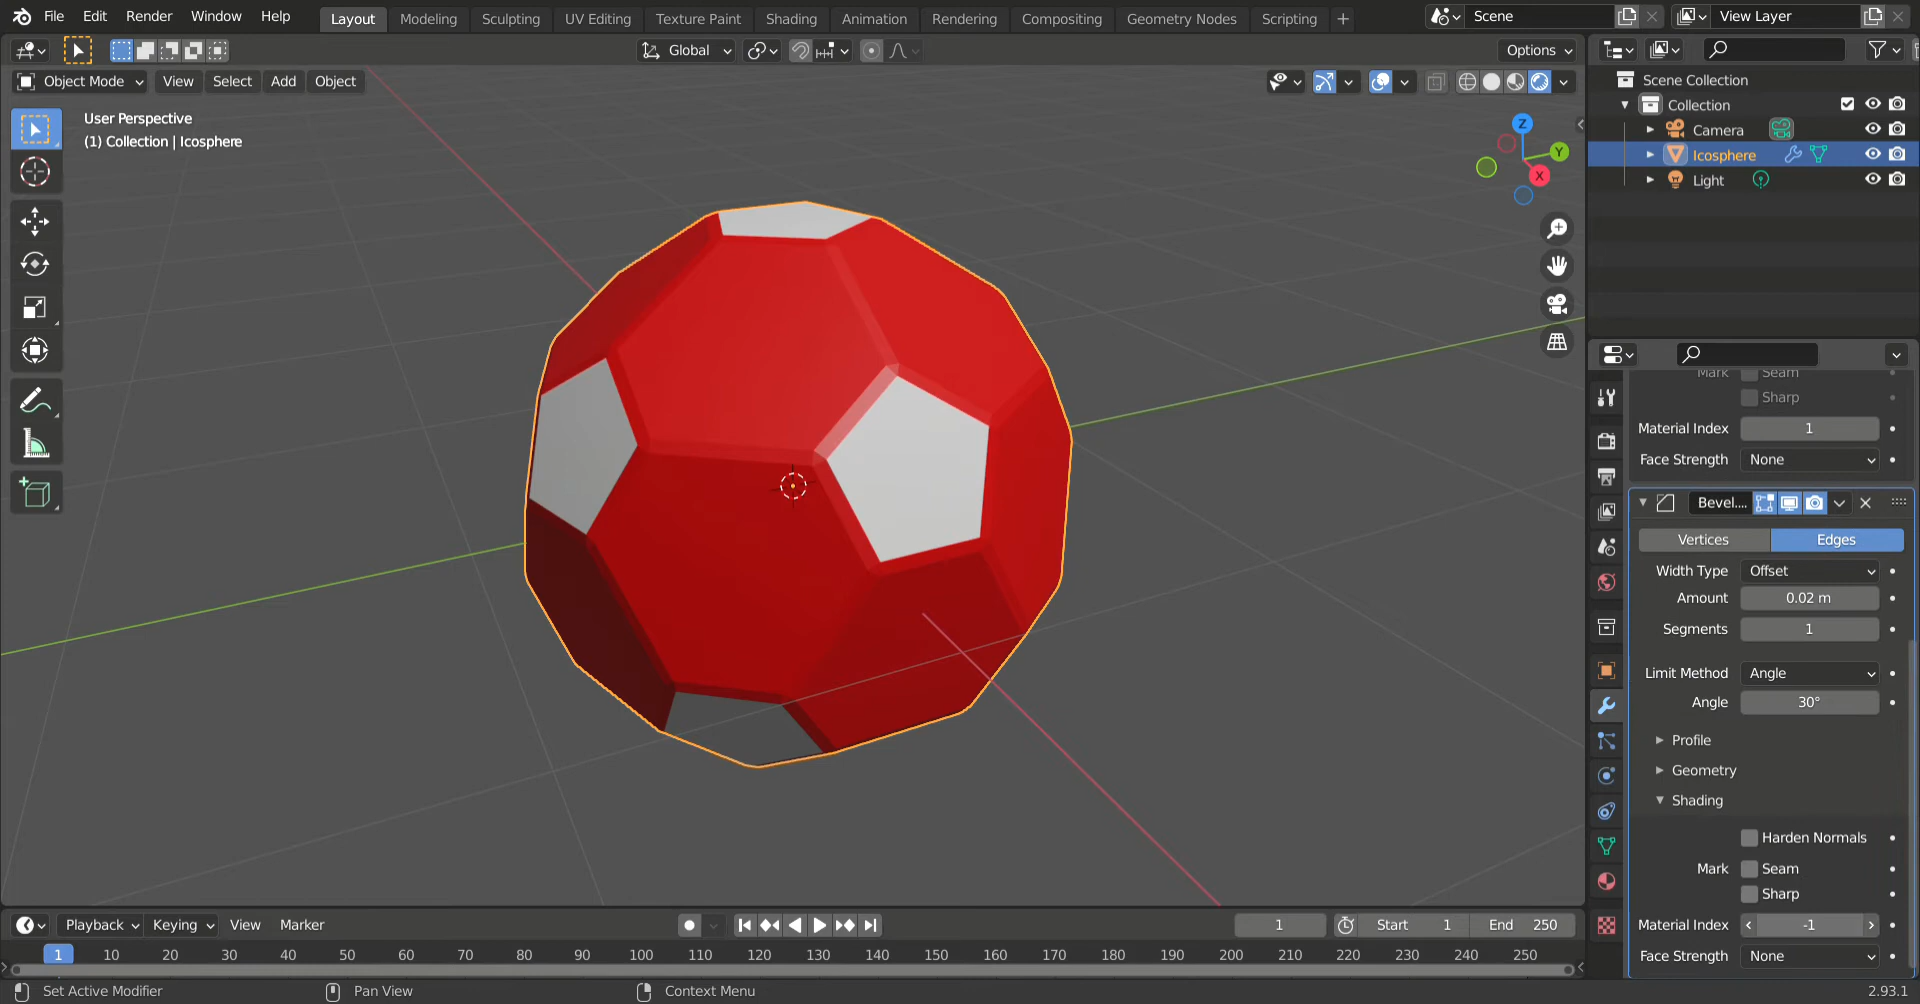 File Edit Render Window Help Layout Modeling Sculpting UV Editing Texture Paint Shading Animation Rendering Compositing Geometry Nodes Scripting + Scene View Layer
Global Options
Object Mode View Select Add Object
User Perspective
(1) Collection | Icosphere
Z
Y
X
Scene Collection
Collection
Camera
Icosphere
Light
Mark Seam
Sharp
Material Index 1
Face Strength None
Bevel....
Vertices Edges
Width Type Offset
Amount 0.02 m
Segments 1
Limit Method Angle
Angle 30°
Profile
Geometry
Shading
Harden Normals
Mark Seam
Sharp
Material Index -1
Face Strength None
Playback Keying View Marker 1 Start 1 End 250
1 10 20 30 40 50 60 70 80 90 100 110 120 130 140 150 160 170 180 190 200 210 220 230 240 250
Set Active Modifier Pan View Context Menu 2.93.1